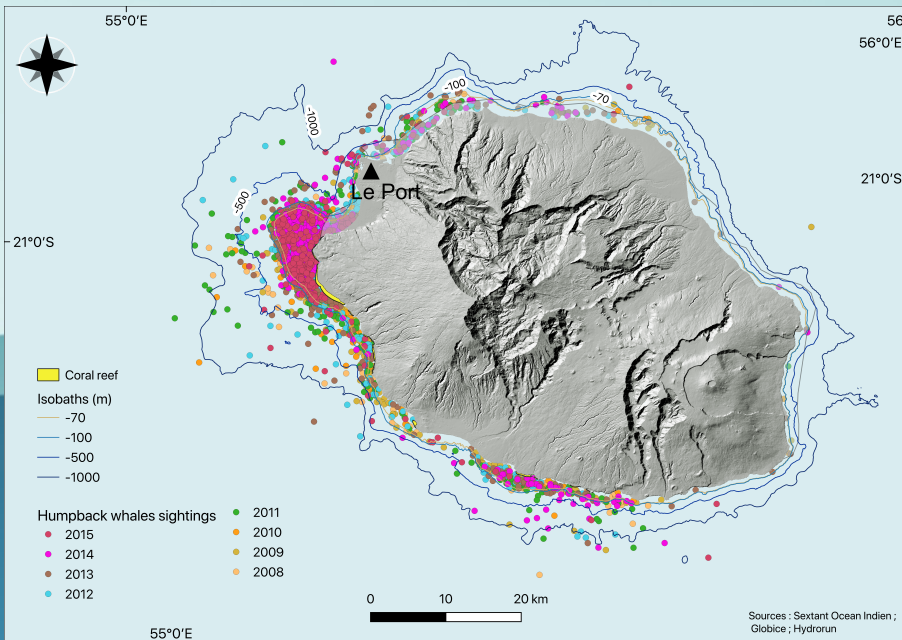 55°0′E
56
56°0′E
-100
-70
-1000
Le Port
21°0′S
-500
21°0′S
Coral reef
Isobaths (m)
-70
-100
-500
-1000
Humpback whales sightings
2015
2014
2013
2012
2011
2010
2009
2008
0 10 20 km
Sources : Sextant Ocean Indien ;
Globice ; Hydrorun
55°0′E